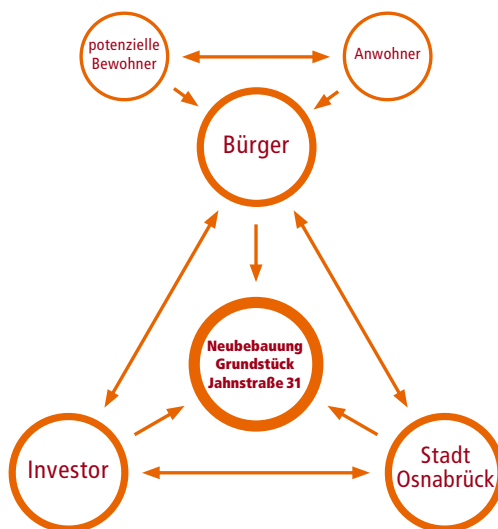 potenzielle
Bewohner
Anwohner
Bürger
Neubebauung
Grundstück
Jahnstraße 31
Investor
Stadt
Osnabrück